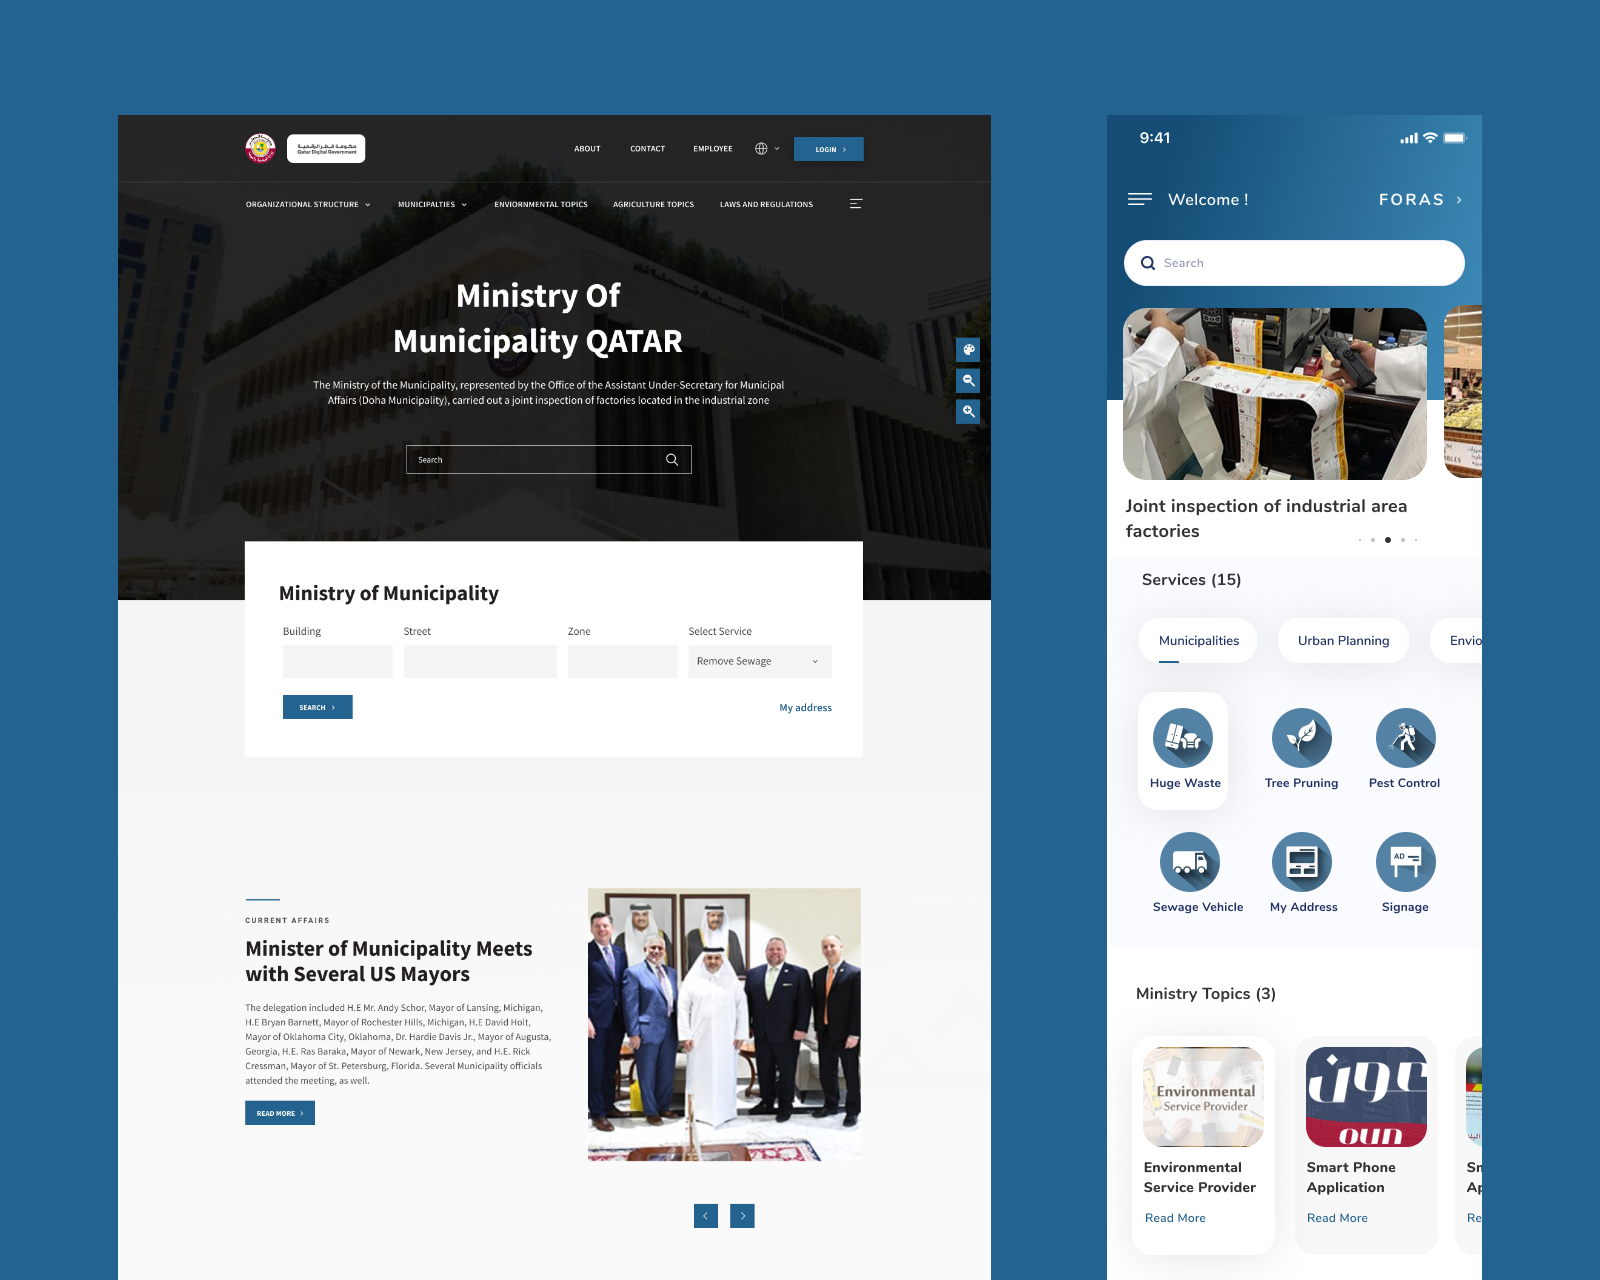 حكومة قطر الرقمية
Qatar Digital Government
ABOUT
CONTACT
EMPLOYEE
LOGIN
ORGANIZATIONAL STRUCTURE
MUNICIPALTIES
ENVIORNMENTAL TOPICS
AGRICULTURE TOPICS
LAWS AND REGULATIONS
Ministry Of
Municipality QATAR
The Ministry of the Municipality, represented by the Office of the Assistant Under-Secretary for Municipal
Affairs (Doha Municipality), carried out a joint inspection of factories located in the industrial zone
Search
Ministry of Municipality
Building
Street
Zone
Select Service
Remove Sewage
SEARCH
My address
CURRENT AFFAIRS
Minister of Municipality Meets
with Several US Mayors
The delegation included H.E Mr. Andy Schor, Mayor of Lansing, Michigan,
H.E Bryan Barnett, Mayor of Rochester Hills, Michigan, H.E David Holt,
Mayor of Oklahoma City, Oklahoma, Dr. Hardie Davis Jr., Mayor of Augusta,
Georgia, H.E. Ras Baraka, Mayor of Newark, New Jersey, and H.E. Rick
Cressman, Mayor of St. Petersburg, Florida. Several Municipality officials
attended the meeting, as well.
READ MORE
9:41
Welcome !
FORAS
Search
Joint inspection of industrial area
factories
Services (15)
Municipalities
Urban Planning
Envio
Huge Waste
Tree Pruning
Pest Control
AD
Sewage Vehicle
My Address
Signage
Ministry Topics (3)
Environmental
Service Provider
عون
oun
Environmental
Service Provider
Read More
Smart Phone
Application
Read More
Sm
Ap
Re